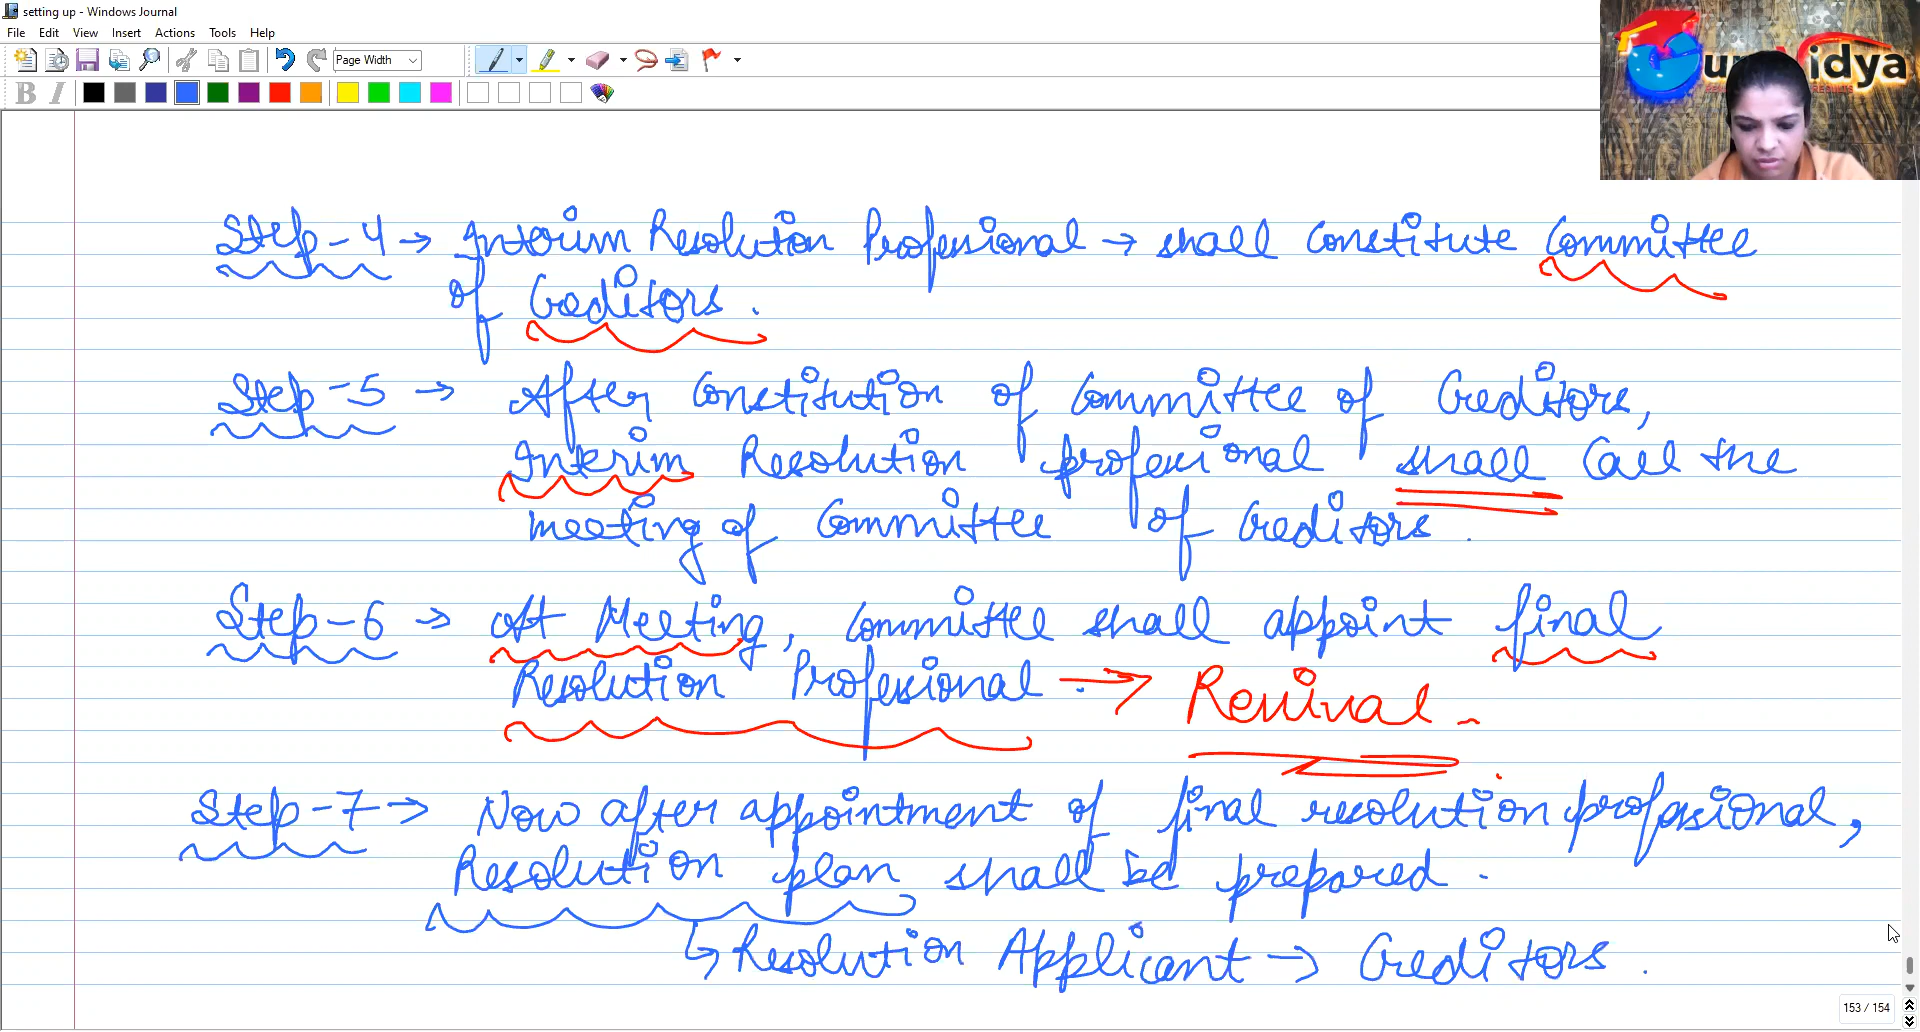 setting up - Windows Journal
File Edit View Insert Actions Tools Help
Page Width
B I
Step-4 → Interim Resolution Professional → shall constitute Committee
of Creditors.
Step-5 → After constitution of committee of Creditors,
Interim Resolution professional shall call the
meeting of Committee of Creditors.
Step-6 → At Meeting, committee shall appoint final
Resolution Professional. → Revival.
Step-7 → Now after appointment of final resolution professional,
Resolution plan shall be prepared.
↳ Resolution Applicant → Creditors.
153 / 154